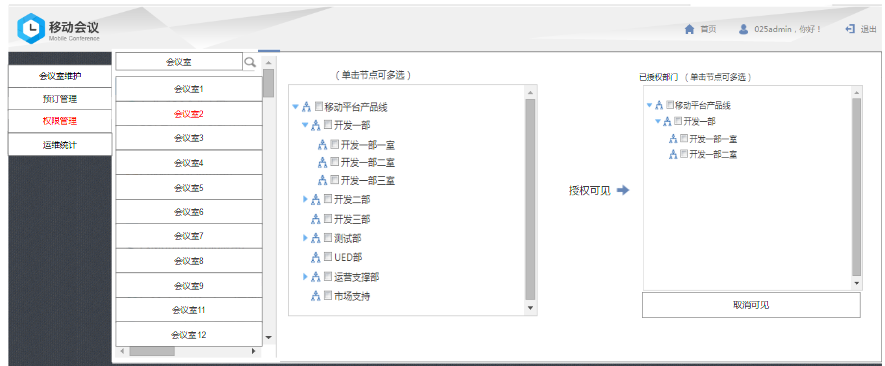 移动会议
Mobile Conference
首页
025admin，你好！
退出
会议室维护
预订管理
权限管理
运维统计
会议室
会议室1
会议室2
会议室3
会议室4
会议室5
会议室6
会议室7
会议室8
会议室9
会议室11
会议室12
（单击节点可多选）
移动平台产品线
开发一部
开发一部一室
开发一部二室
开发一部三室
开发二部
开发三部
测试部
UED部
运营支撑部
市场支持
授权可见
已授权部门（单击节点可多选）
移动平台产品线
开发一部
开发一部一室
开发一部二室
取消可见